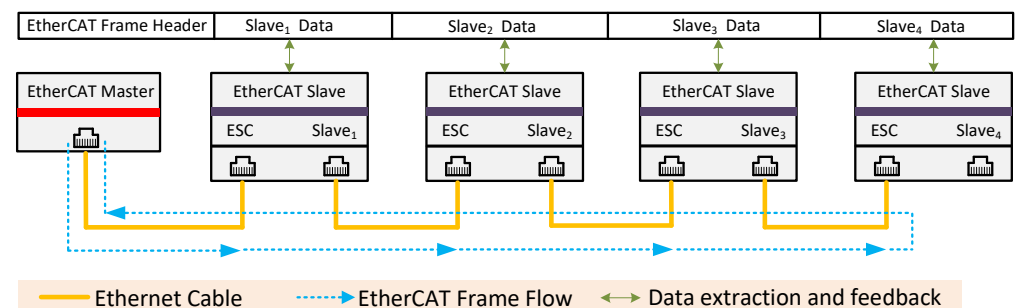 EtherCAT Frame Header Slave₁ Data Slave₂ Data Slave₃ Data Slave₄ Data
EtherCAT Master EtherCAT Slave EtherCAT Slave EtherCAT Slave EtherCAT Slave
ESC Slave₁ ESC Slave₂ ESC Slave₃ ESC Slave₄
Ethernet Cable EtherCAT Frame Flow Data extraction and feedback